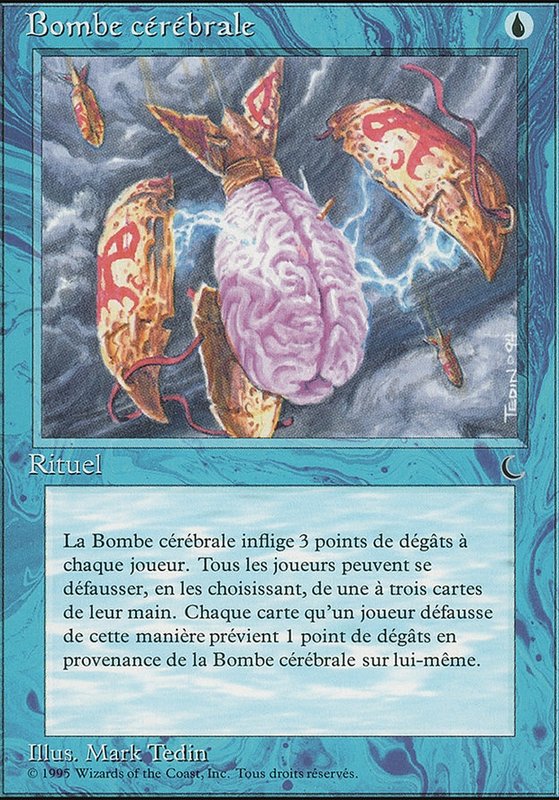 Bombe cérébrale
TEDIN © 94
Rituel
La Bombe cérébrale inflige 3 points de dégâts à
chaque joueur. Tous les joueurs peuvent se
défausser, en les choisissant, de une à trois cartes
de leur main. Chaque carte qu'un joueur défausse
de cette manière prévient 1 point de dégâts en
provenance de la Bombe cérébrale sur lui-même.
Illus. Mark Tedin
© 1995 Wizards of the Coast, Inc. Tous droits réservés.